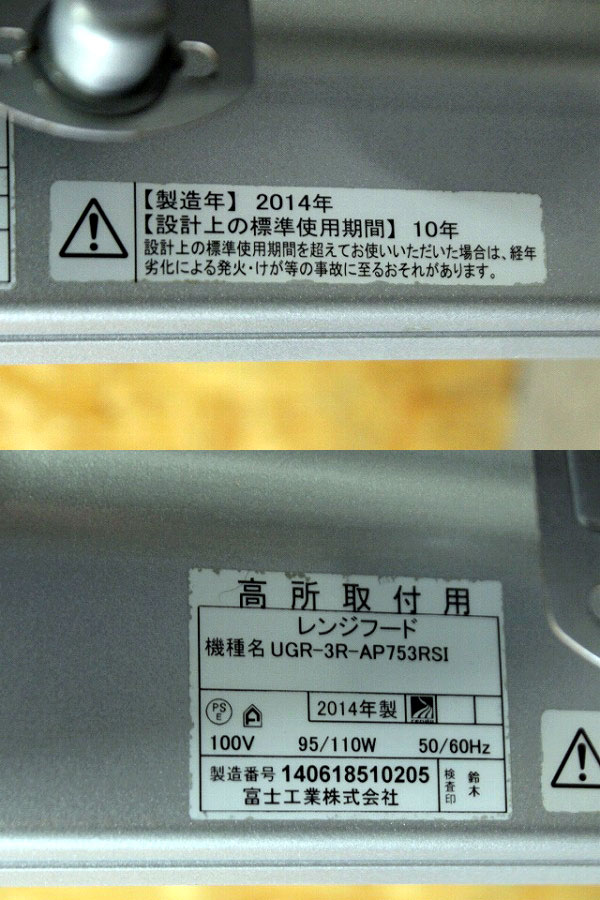 【製造年】 2014年
【設計上の標準使用期間】 10年
設計上の標準使用期間を超えてお使いいただいた場合は、経年
劣化による発火・けが等の事故に至るおそれがあります。
高所取付用
レンジフード
機種名 UGR-3R-AP753RSI
PS
E
2014年製
100V 95/110W 50/60Hz
製造番号 140618510205
検査印 鈴木
富士工業株式会社